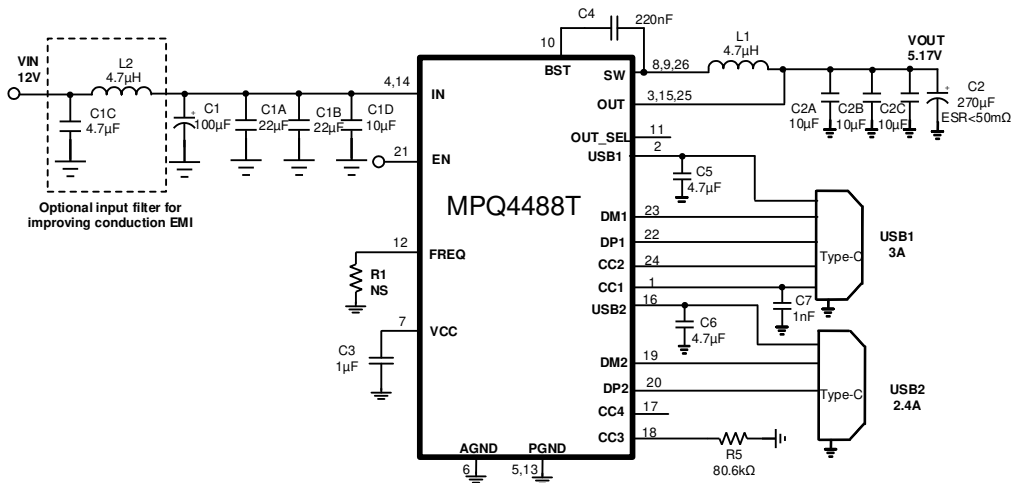 C4
220nF
10
BST
VIN
12V
L2
4.7µH
C1C
4.7µF
C1
+
100µF
C1A
22µF
C1B
22µF
C1D
10µF
4,14
IN
21
EN
Optional input filter for
improving conduction EMI
12
FREQ
R1
NS
7
VCC
C3
1µF
MPQ4488T
AGND
6
PGND
5,13
SW
8,9,26
L1
4.7µH
VOUT
5.17V
OUT
3,15,25
C2A
10µF
C2B
10µF
C2C
10µF
+
C2
270µF
ESR<50mΩ
OUT_SEL
11
USB1
2
C5
4.7µF
DM1
23
DP1
22
CC2
24
CC1
1
C7
1nF
Type-C
USB1
3A
USB2
16
C6
4.7µF
DM2
19
DP2
20
CC4
17
CC3
18
R5
80.6kΩ
Type-C
USB2
2.4A